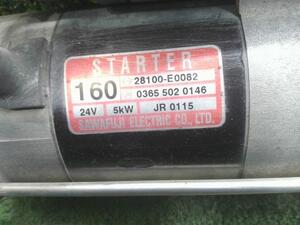 STARTER
160 28100-E0082
0365 502 0146
24V 5kW JR 0115
SAWAFUJI ELECTRIC CO., LTD.